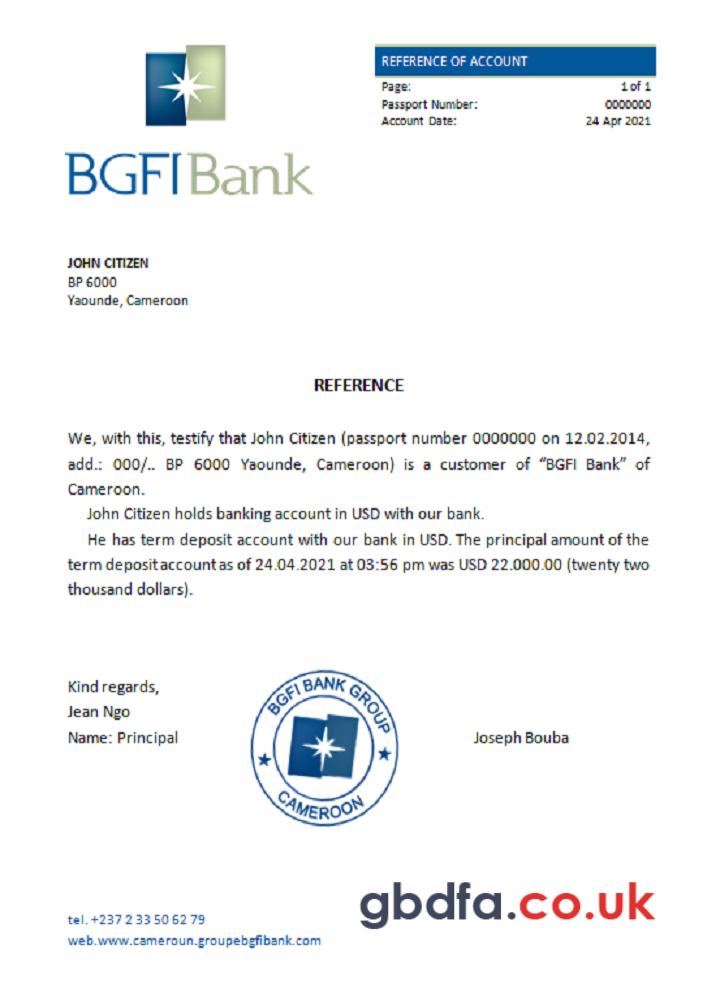 REFERENCE OF ACCOUNT
Page: 1 of 1
Passport Number: 0000000
Account Date: 24 Apr 2021
BGFIBank
JOHN CITIZEN
BP 6000
Yaounde, Cameroon
REFERENCE
We, with this, testify that John Citizen (passport number 0000000 on 12.02.2014,
add.: 000/.. BP 6000 Yaounde, Cameroon) is a customer of “BGFI Bank” of
Cameroon.
John Citizen holds banking account in USD with our bank.
He has term deposit account with our bank in USD. The principal amount of the
term deposit account as of 24.04.2021 at 03:56 pm was USD 22.000.00 (twenty two
thousand dollars).
Kind regards,
Jean Ngo
Name: Principal
BGFI BANK GROUP
CAMEROON
Joseph Bouba
tel. +237 2 33 50 62 79
web.www.cameroun.groupebgfibank.com
gbdfa.co.uk